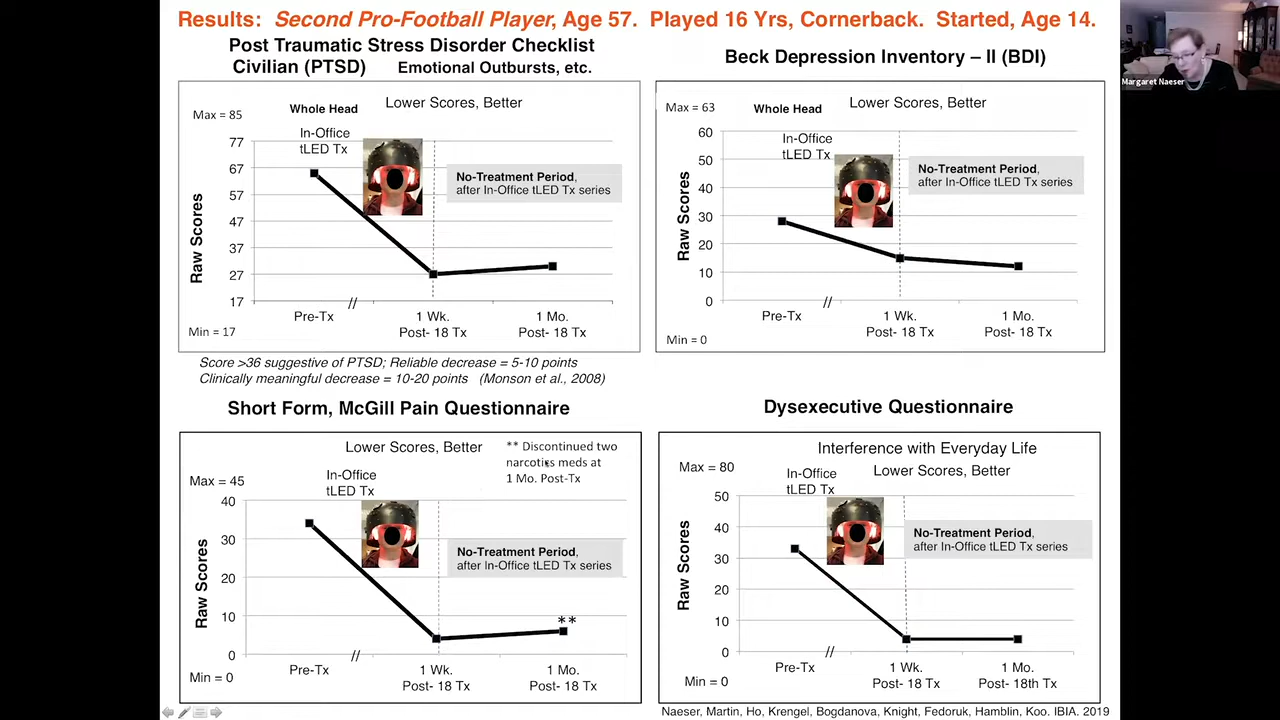 Results: Second Pro-Football Player, Age 57. Played 16 Yrs, Cornerback. Started, Age 14.
Post Traumatic Stress Disorder Checklist
Civilian (PTSD) Emotional Outbursts, etc.
Max = 85
Whole Head
Lower Scores, Better
In-Office
tLED Tx
No-Treatment Period,
after In-Office tLED Tx series
Raw Scores
77
67
57
47
37
27
17
Pre-Tx
//
1 Wk.
Post- 18 Tx
1 Mo.
Post- 18 Tx
Min = 17
Score >36 suggestive of PTSD; Reliable decrease = 5-10 points
Clinically meaningful decrease = 10-20 points (Monson et al., 2008)
Beck Depression Inventory – II (BDI)
Max = 63
Whole Head
Lower Scores, Better
In-Office
tLED Tx
No-Treatment Period,
after In-Office tLED Tx series
Raw Scores
60
50
40
30
20
10
0
Pre-Tx
//
1 Wk.
Post- 18 Tx
1 Mo.
Post- 18 Tx
Min = 0
Margaret Naeser
Short Form, McGill Pain Questionnaire
Lower Scores, Better
** Discontinued two
narcotics meds at
1 Mo. Post-Tx
Max = 45
In-Office
tLED Tx
No-Treatment Period,
after In-Office tLED Tx series
Raw Scores
40
30
20
10
0
**
Pre-Tx
//
1 Wk.
Post- 18 Tx
1 Mo.
Post- 18 Tx
Min = 0
Dysexecutive Questionnaire
Interference with Everyday Life
Lower Scores, Better
Max = 80
In-Office
tLED Tx
No-Treatment Period,
after In-Office tLED Tx series
Raw Scores
50
40
30
20
10
0
Pre-Tx
//
1 Wk.
Post- 18 Tx
1 Mo.
Post- 18th Tx
Min = 0
Naeser, Martin, Ho, Krengel, Bogdanova, Knight, Fedoruk, Hamblin, Koo. IBIA. 2019